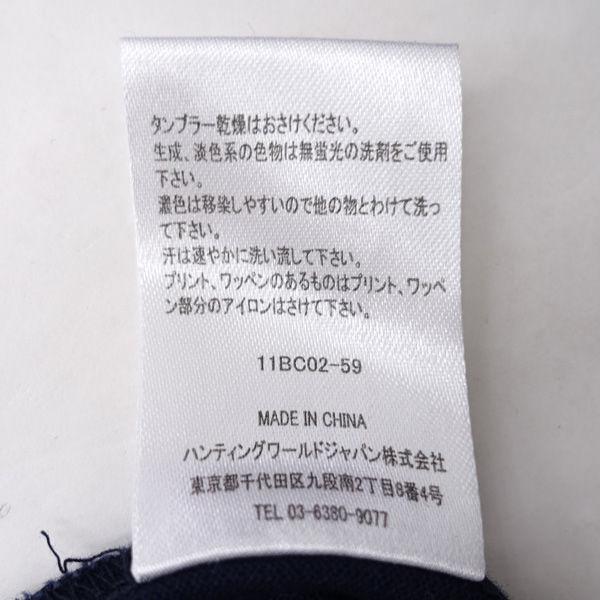 タンブラー乾燥はおさけください。
生成、淡色系の色物は無蛍光の洗剤をご使用
下さい。
濃色は移染しやすいので他の物とわけて洗っ
て下さい。
汗は速やかに洗い流して下さい。
プリント、ワッペンのあるものはプリント、ワッペ
ン部分のアイロンはさけて下さい。
11BC02-59
MADE IN CHINA
ハンティングワールドジャパン株式会社
東京都千代田区九段南2丁目8番4号
TEL 03-6380-9077